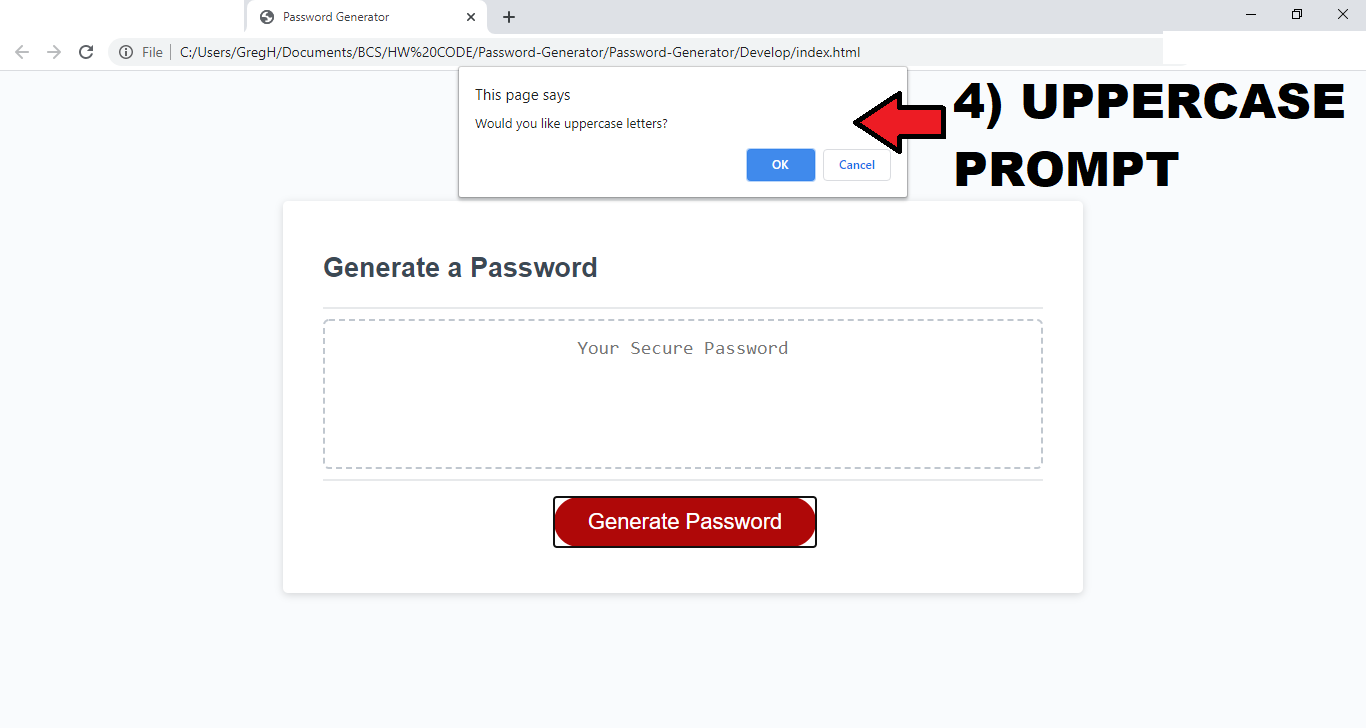 Password Generator
File | C:/Users/GregH/Documents/BCS/HW%20CODE/Password-Generator/Password-Generator/Develop/index.html
This page says
Would you like uppercase letters?
OK Cancel
4) UPPERCASE
PROMPT
Generate a Password
Your Secure Password
Generate Password